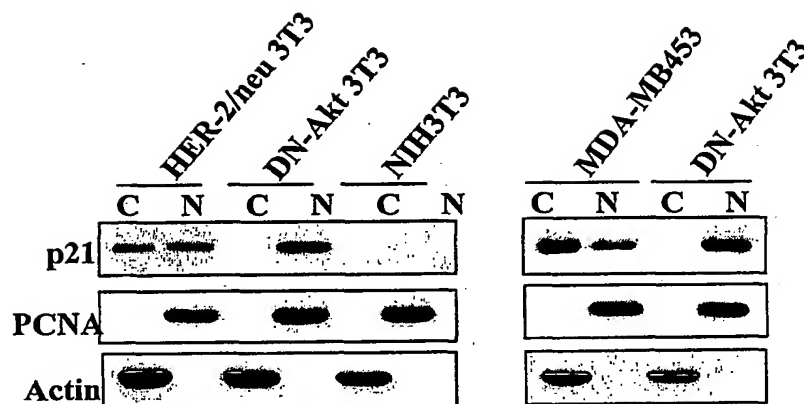 HER-2/neu 3T3
DN-Akt 3T3
NIH3T3
MDA-MB453
DN-Akt 3T3
C N C N C N C N C N
p21
PCNA
Actin